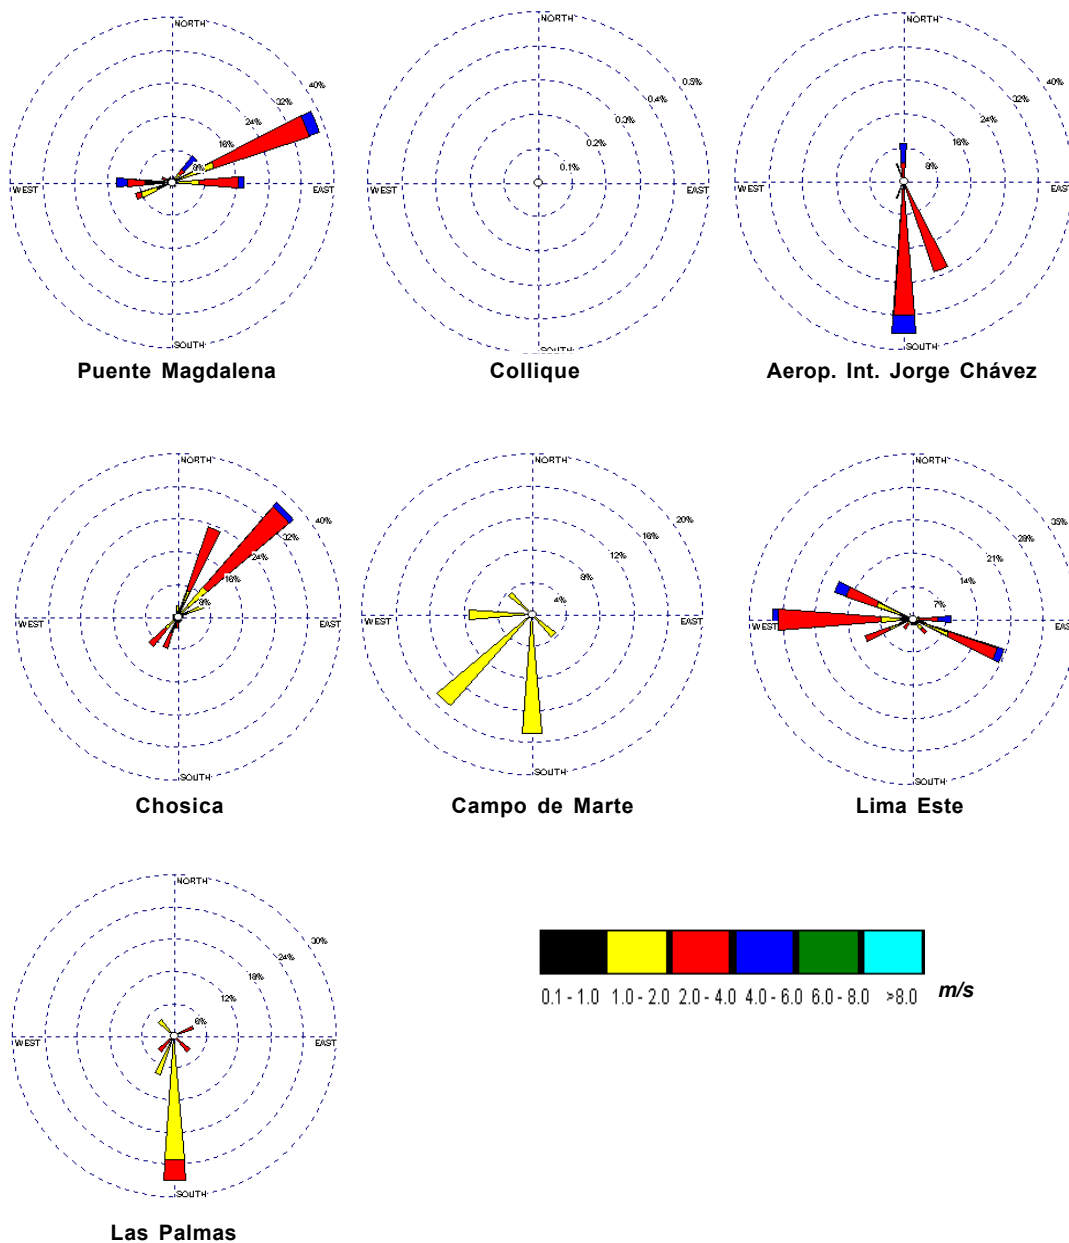 NORTH
40%
32%
24%
16%
8%
WEST
EAST
SOUTH
Puente Magdalena
NORTH
0.5%
0.4%
0.3%
0.2%
0.1%
WEST
EAST
SOUTH
Collique
NORTH
40%
32%
24%
16%
8%
WEST
EAST
SOUTH
Aerop. Int. Jorge Chávez
NORTH
40%
32%
24%
16%
8%
WEST
EAST
SOUTH
Chosica
NORTH
20%
16%
12%
8%
4%
WEST
EAST
SOUTH
Campo de Marte
NORTH
35%
28%
21%
14%
7%
WEST
EAST
SOUTH
Lima Este
NORTH
30%
24%
18%
12%
6%
WEST
EAST
SOUTH
Las Palmas
0.1 - 1.0 1.0 - 2.0 2.0 - 4.0 4.0 - 6.0 6.0 - 8.0 >8.0 m/s